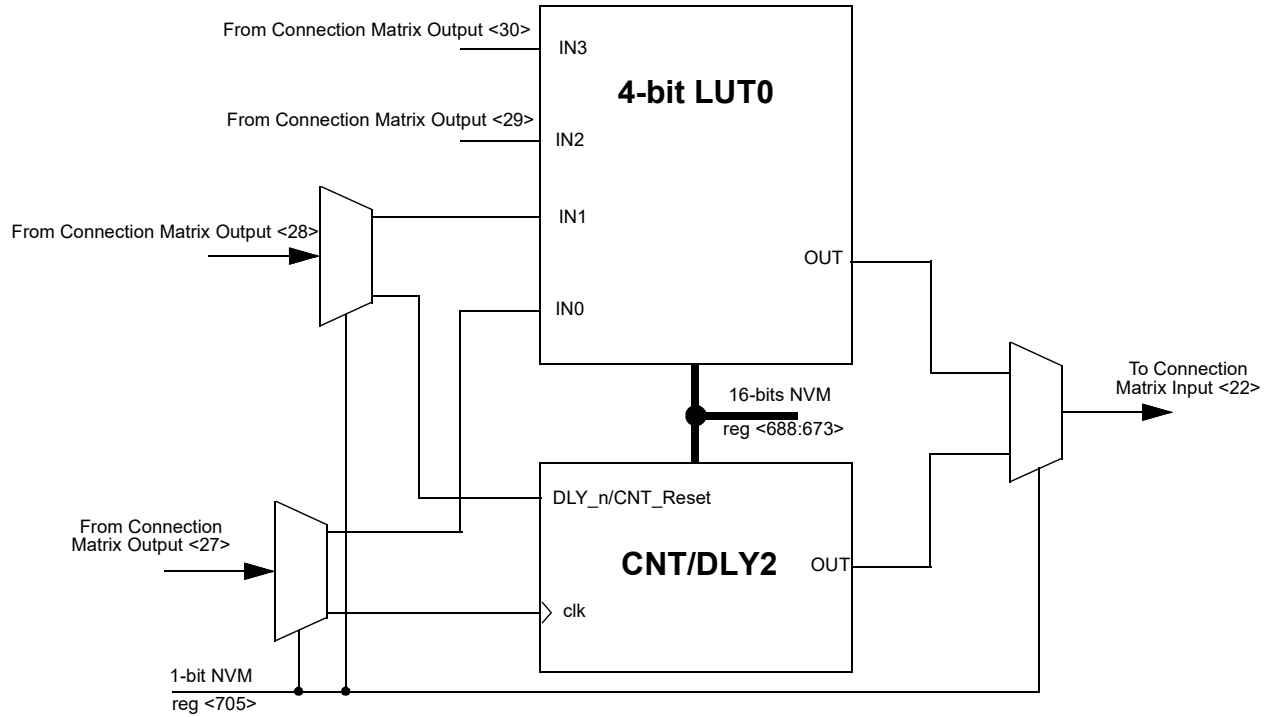 From Connection Matrix Output <30>
IN3
4-bit LUT0
From Connection Matrix Output <29>
IN2
IN1
From Connection Matrix Output <28>
OUT
IN0
To Connection
Matrix Input <22>
16-bits NVM
reg <688:673>
DLY_n/CNT_Reset
From Connection
Matrix Output <27>
CNT/DLY2
OUT
clk
1-bit NVM
reg <705>